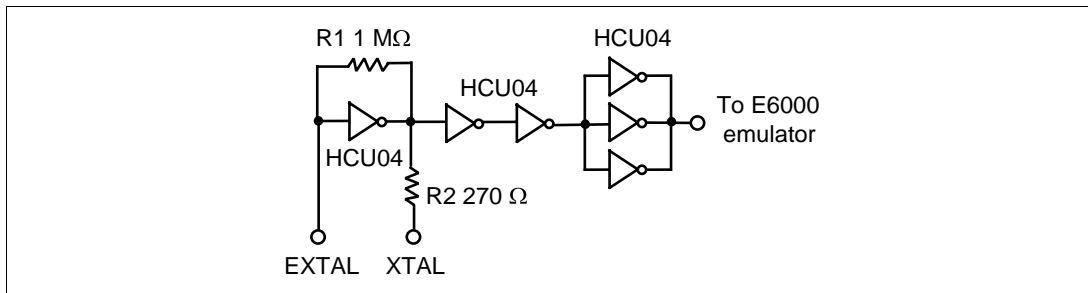 R1 1 MΩ
HCU04
HCU04
To E6000
emulator
HCU04
R2 270 Ω
EXTAL
XTAL